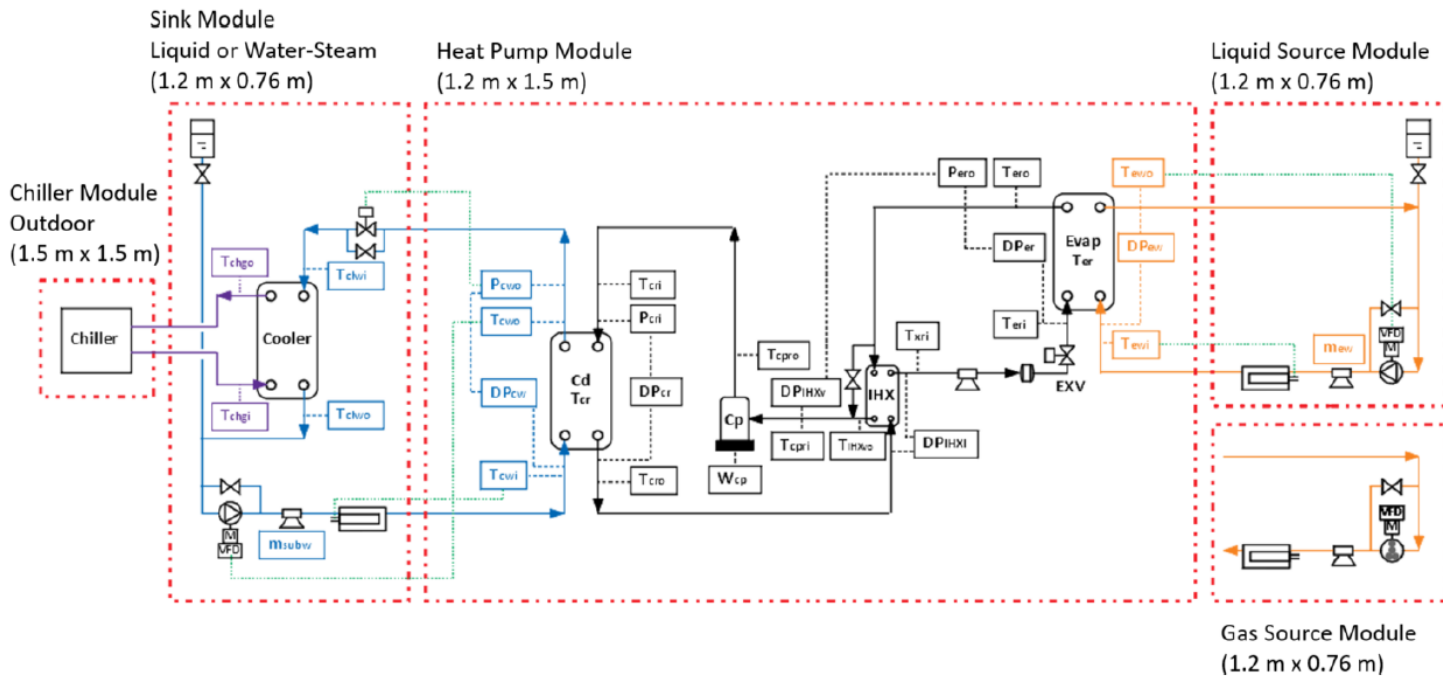 Sink Module
Liquid or Water-Steam
(1.2 m x 0.76 m)
Heat Pump Module
(1.2 m x 1.5 m)
Liquid Source Module
(1.2 m x 0.76 m)
Chiller Module
Outdoor
(1.5 m x 1.5 m)
Chiller
Tchgo
Tchgi
Cooler
Tclwi
Tclwo
M
VFD
msubw
Pcwo
Tcwo
DPcw
Tcwi
Cd
Tcr
Tcri
Pcri
DPcr
Tcro
Tcpro
Cp
Wcp
DPIHXv
Tcpri
TIHXvo
IHX
DPIHXl
Txri
Pero
Tero
DPer
Teri
EXV
Evap
Ter
Tewo
DPew
Tewi
mew
VFD
M
VFD
M
Gas Source Module
(1.2 m x 0.76 m)